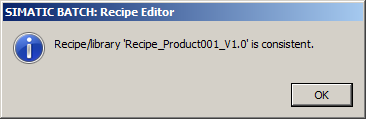 SIMATIC BATCH: Recipe Editor
Recipe/library 'Recipe_Product001_V1.0' is consistent.
OK